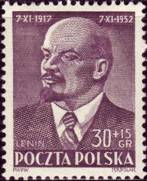 7·XI·1917 7·XI·1952
LENIN
30+15 GR
POCZTA POLSKA